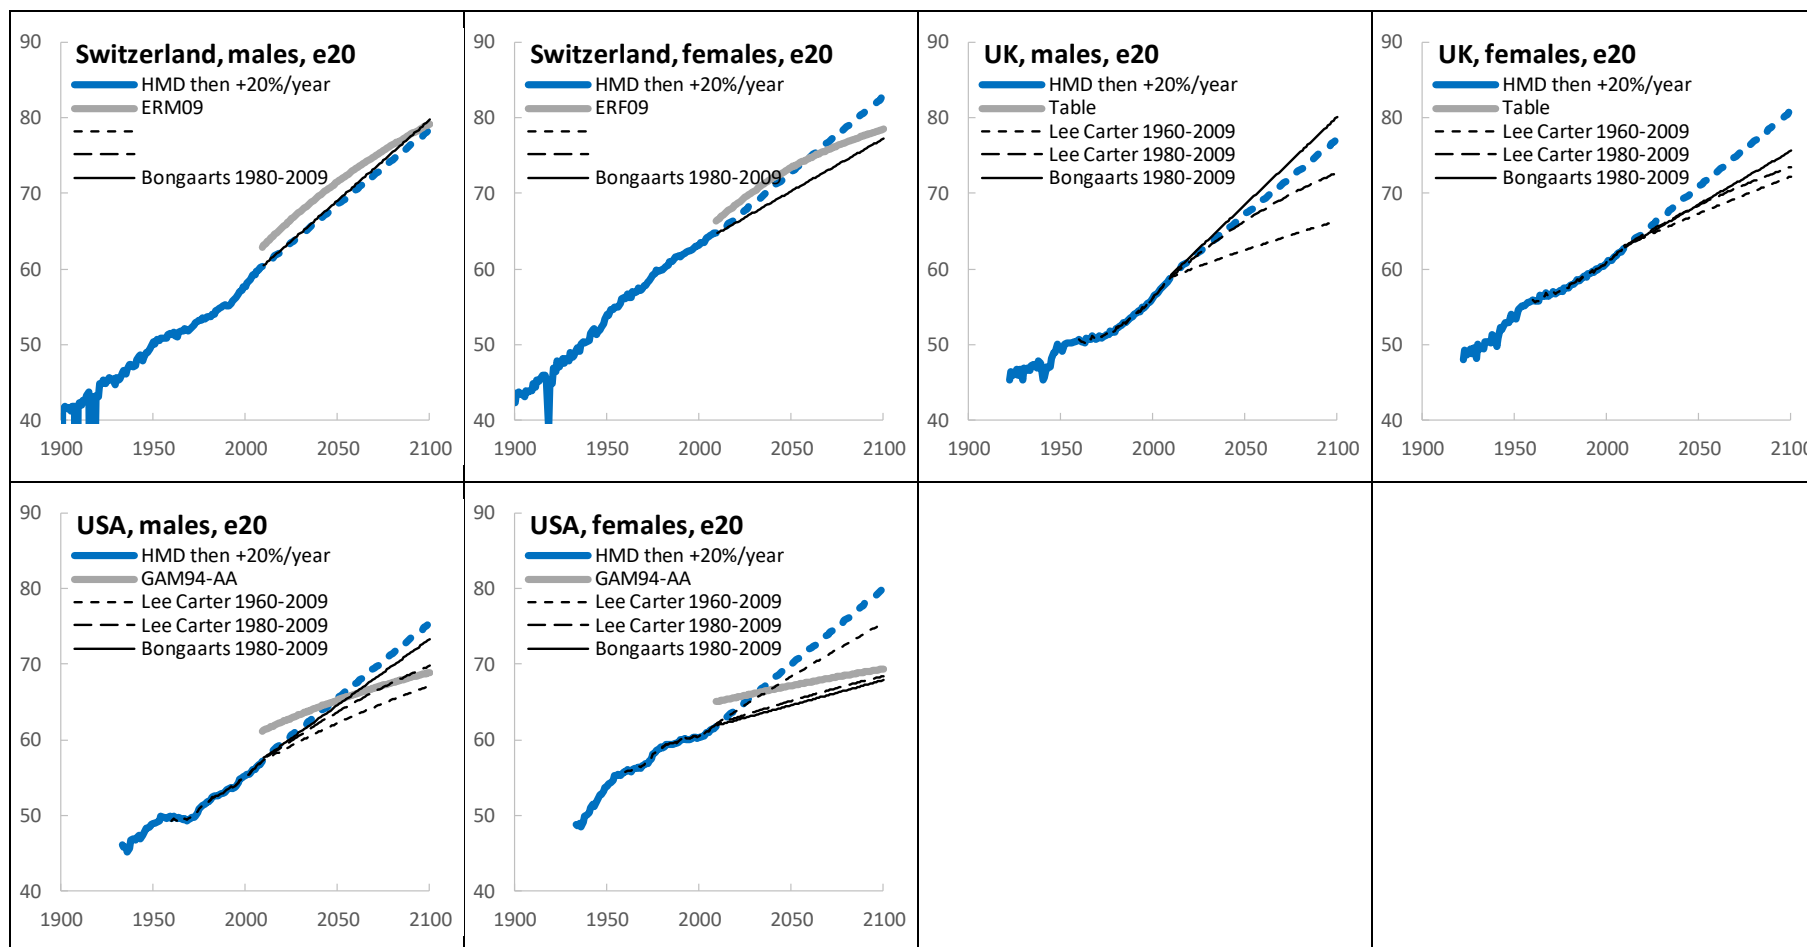 Switzerland, males, e20
HMD then +20%/year
ERM09
Bongaarts 1980-2009
90
80
70
60
50
40
1900 1950 2000 2050 2100
Switzerland, females, e20
HMD then +20%/year
ERF09
Bongaarts 1980-2009
90
80
70
60
50
40
1900 1950 2000 2050 2100
UK, males, e20
HMD then +20%/year
Table
Lee Carter 1960-2009
Lee Carter 1980-2009
Bongaarts 1980-2009
90
80
70
60
50
40
1900 1950 2000 2050 2100
UK, females, e20
HMD then +20%/year
Table
Lee Carter 1960-2009
Lee Carter 1980-2009
Bongaarts 1980-2009
90
80
70
60
50
40
1900 1950 2000 2050 2100
USA, males, e20
HMD then +20%/year
GAM94-AA
Lee Carter 1960-2009
Lee Carter 1980-2009
Bongaarts 1980-2009
90
80
70
60
50
40
1900 1950 2000 2050 2100
USA, females, e20
HMD then +20%/year
GAM94-AA
Lee Carter 1960-2009
Lee Carter 1980-2009
Bongaarts 1980-2009
90
80
70
60
50
40
1900 1950 2000 2050 2100